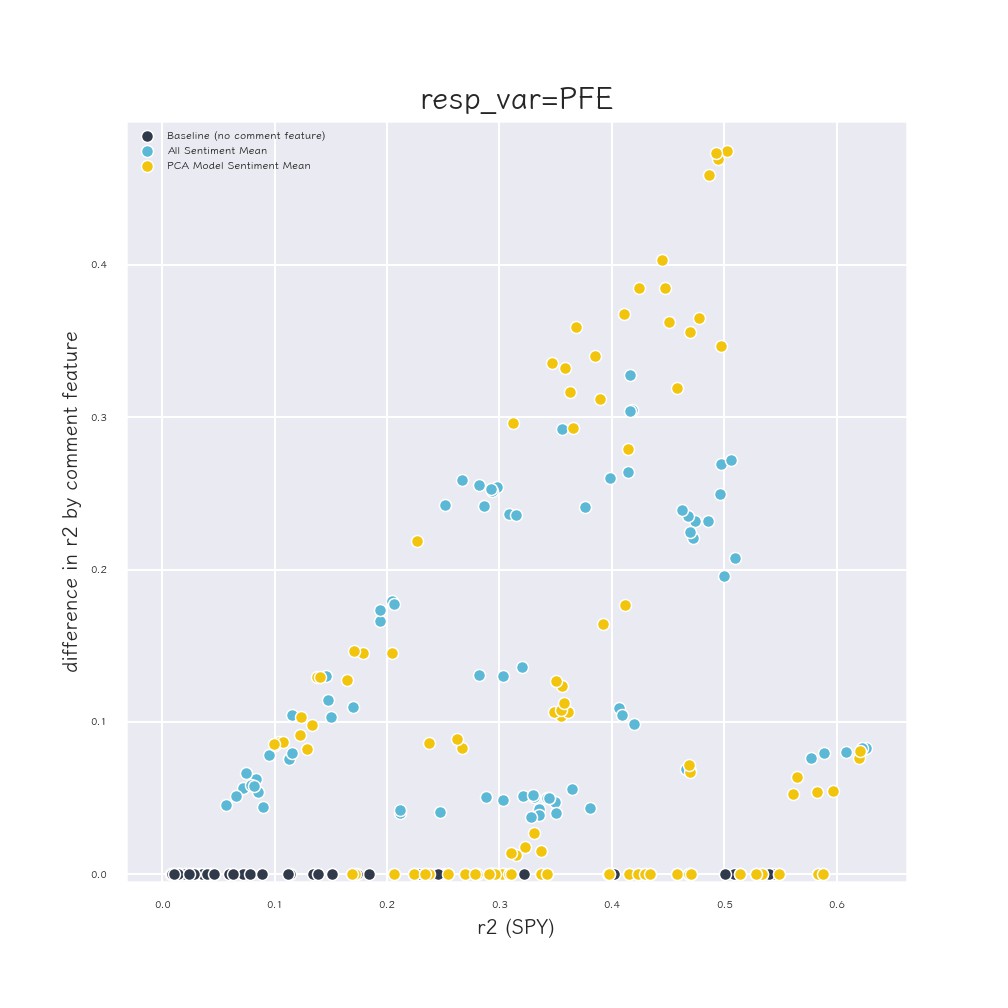 resp_var=PFE
Baseline (no comment feature)
All Sentiment Mean
PCA Model Sentiment Mean
difference in r2 by comment feature
0.4
0.3
0.2
0.1
0.0
0.0 0.1 0.2 0.3 0.4 0.5 0.6
r2 (SPY)